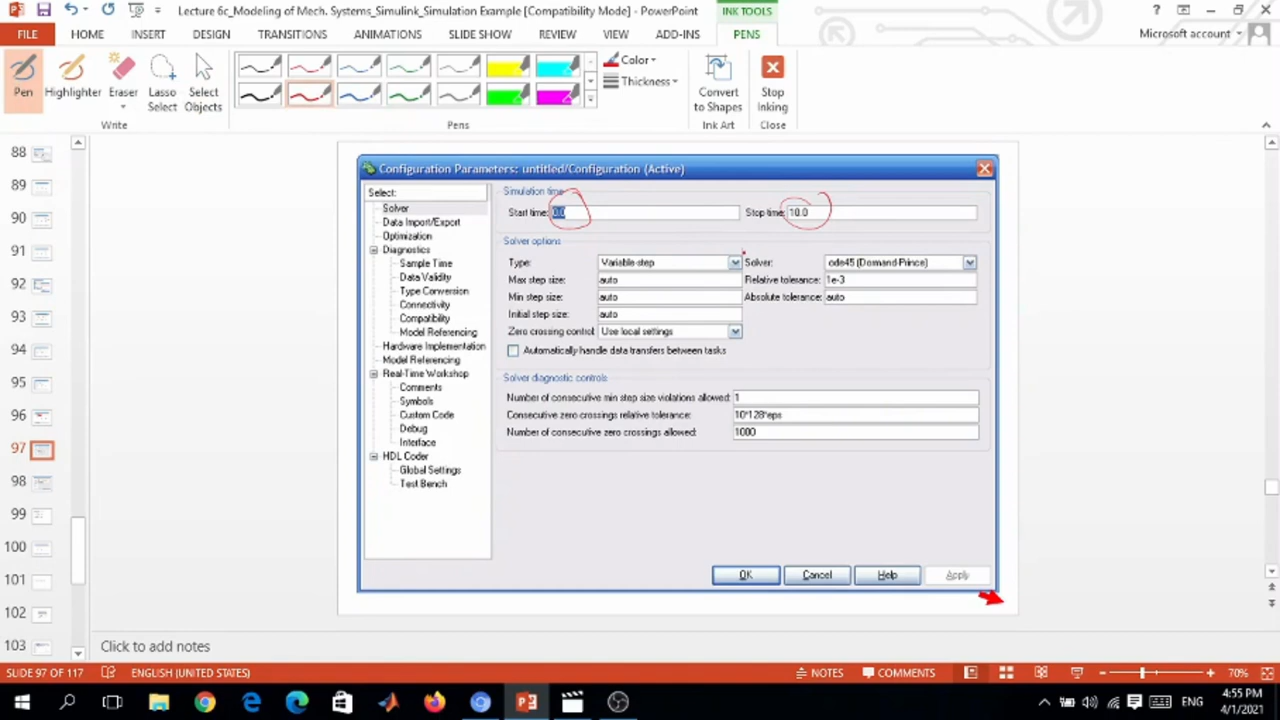 Lecture 6c_Modeling of Mech. Systems_Simulink_Simulation Example [Compatibility Mode] - PowerPoint
INK TOOLS
FILE HOME INSERT DESIGN TRANSITIONS ANIMATIONS SLIDE SHOW REVIEW VIEW ADD-INS PENS
Microsoft account
Pen Highlighter Eraser Lasso Select Select Objects
Color
Thickness
Convert to Shapes
Stop Inking
Write Pens Ink Art Close
88
89
90
91
92
93
94
95
96
97
98
99
100
101
102
103
Configuration Parameters: untitled/Configuration (Active)
Select:
Solver
Data Import/Export
Optimization
Diagnostics
Sample Time
Data Validity
Type Conversion
Connectivity
Compatibility
Model Referencing
Hardware Implementation
Model Referencing
Real-Time Workshop
Comments
Symbols
Custom Code
Debug
Interface
HDL Coder
Global Settings
Test Bench
Simulation time
Start time: 0.0 Stop time: 10.0
Solver options
Type: Variable-step Solver: ode45 (Dormand-Prince)
Max step size: auto Relative tolerance: 1e-3
Min step size: auto Absolute tolerance: auto
Initial step size: auto
Zero crossing control: Use local settings
Automatically handle data transfers between tasks
Solver diagnostic controls
Number of consecutive min step size violations allowed: 1
Consecutive zero crossings relative tolerance: 10*128*eps
Number of consecutive zero crossings allowed: 1000
OK Cancel Help Apply
Click to add notes
SLIDE 97 OF 117 ENGLISH (UNITED STATES) NOTES COMMENTS 70%
ENG
4:55 PM
4/1/2021